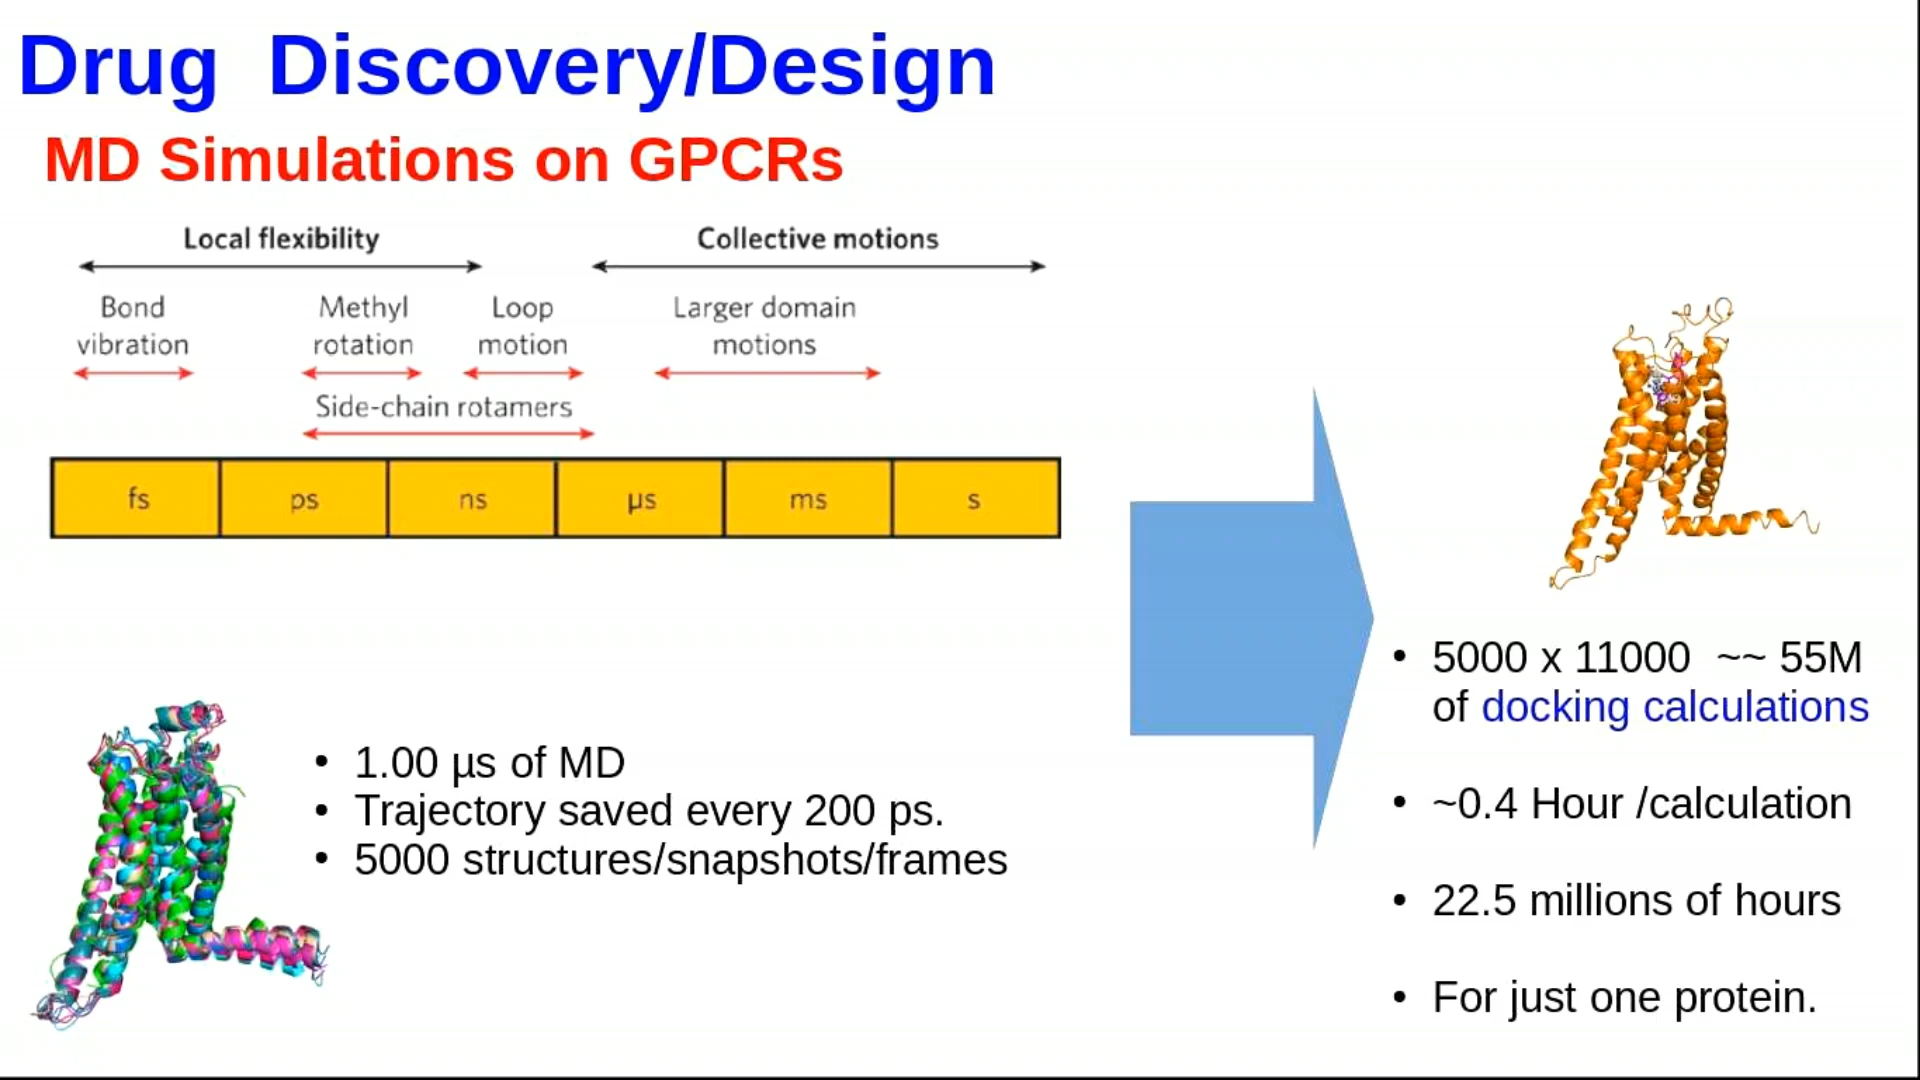 Drug Discovery/Design
MD Simulations on GPCRs
Local flexibility
Collective motions
Bond
vibration
Methyl
rotation
Loop
motion
Larger domain
motions
Side-chain rotamers
fs ps ns μs ms s
• 1.00 μs of MD
• Trajectory saved every 200 ps.
• 5000 structures/snapshots/frames
• 5000 x 11000 ~~ 55M
of docking calculations
• ~0.4 Hour /calculation
• 22.5 millions of hours
• For just one protein.